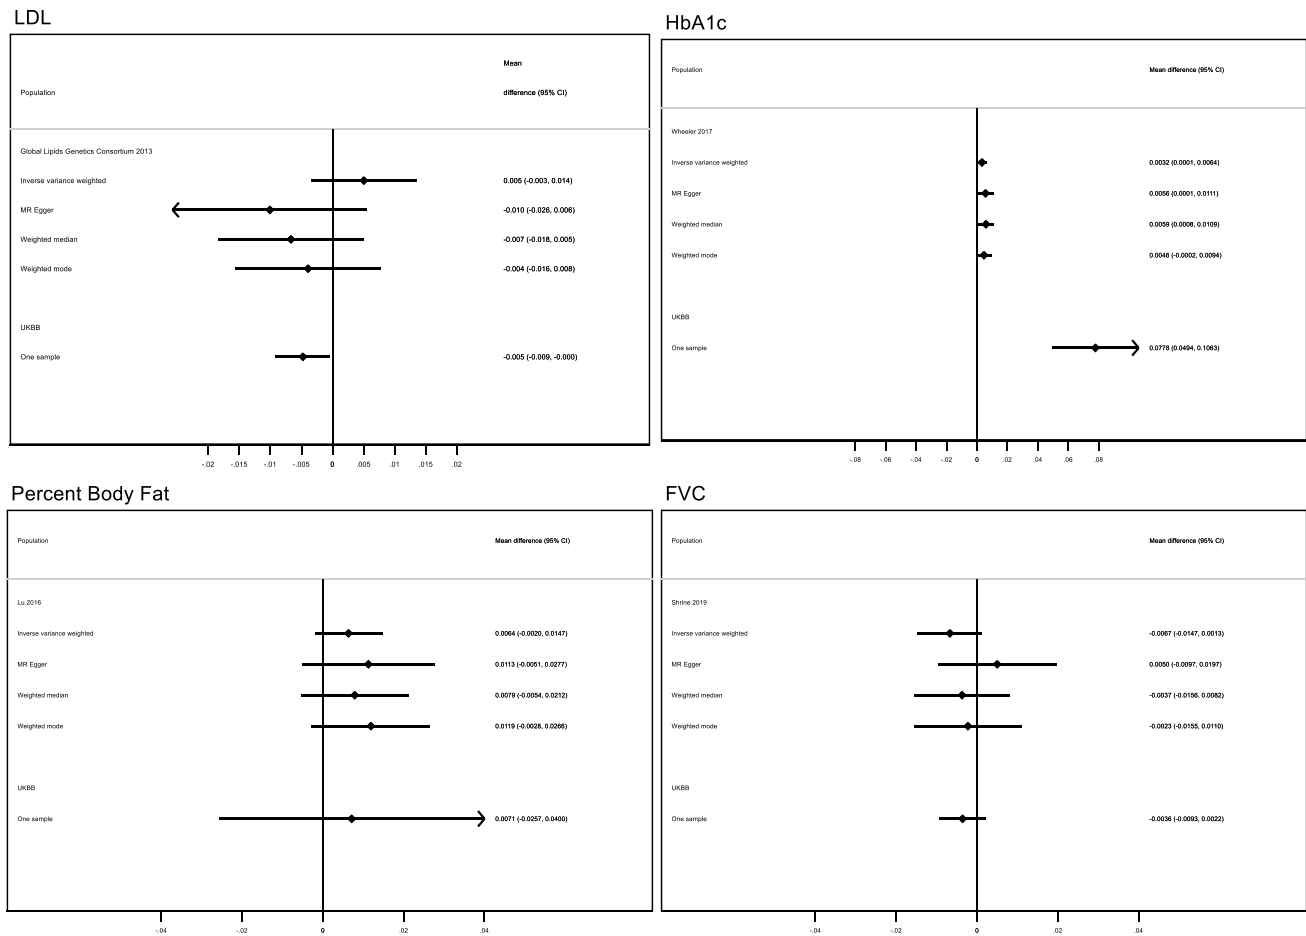 LDL
Mean
Population difference (95% CI)
Global Lipids Genetics Consortium 2013
Inverse variance weighted 0.005 (-0.003, 0.014)
MR Egger -0.010 (-0.026, 0.006)
Weighted median -0.007 (-0.018, 0.005)
Weighted mode -0.004 (-0.016, 0.008)
UKBB
One sample -0.005 (-0.009, -0.000)
-.02 -.015 -.01 -.005 0 .005 .01 .015 .02
HbA1c
Population Mean difference (95% CI)
Wheeler 2017
Inverse variance weighted 0.0032 (0.0001, 0.0064)
MR Egger 0.0056 (0.0001, 0.0111)
Weighted median 0.0059 (0.0008, 0.0109)
Weighted mode 0.0046 (-0.0002, 0.0094)
UKBB
One sample 0.0778 (0.0494, 0.1063)
-.08 -.06 -.04 -.02 0 .02 .04 .06 .08
Percent Body Fat
Population Mean difference (95% CI)
Lu 2016
Inverse variance weighted 0.0064 (-0.0020, 0.0147)
MR Egger 0.0113 (-0.0051, 0.0277)
Weighted median 0.0079 (-0.0054, 0.0212)
Weighted mode 0.0119 (-0.0028, 0.0266)
UKBB
One sample 0.0071 (-0.0257, 0.0400)
-.04 -.02 0 .02 .04
FVC
Population Mean difference (95% CI)
Shrine 2019
Inverse variance weighted -0.0067 (-0.0147, 0.0013)
MR Egger 0.0050 (-0.0097, 0.0197)
Weighted median -0.0037 (-0.0156, 0.0082)
Weighted mode -0.0023 (-0.0155, 0.0110)
UKBB
One sample -0.0036 (-0.0093, 0.0022)
-.04 -.02 0 .02 .04